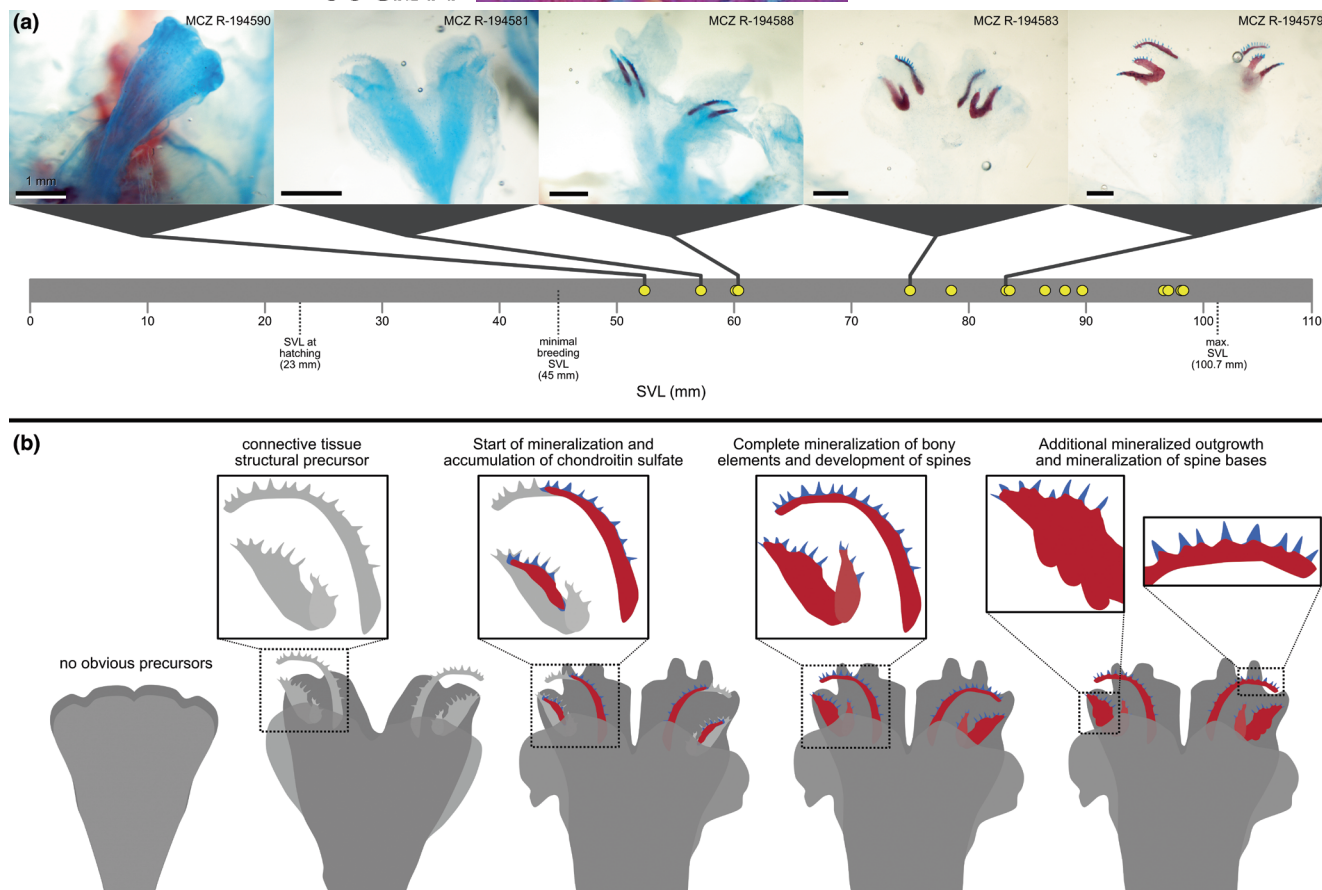 (a)
MCZ R-194590
MCZ R-194581
MCZ R-194588
MCZ R-194583
MCZ R-194579
1 mm
0
10
20
30
40
50
60
70
80
90
100
110
SVL at
hatching
(23 mm)
minimal
breeding
SVL
(45 mm)
max.
SVL
(100.7 mm)
SVL (mm)
(b)
connective tissue
structural precursor
Start of mineralization and
accumulation of chondroitin sulfate
Complete mineralization of bony
elements and development of spines
Additional mineralized outgrowth
and mineralization of spine bases
no obvious precursors